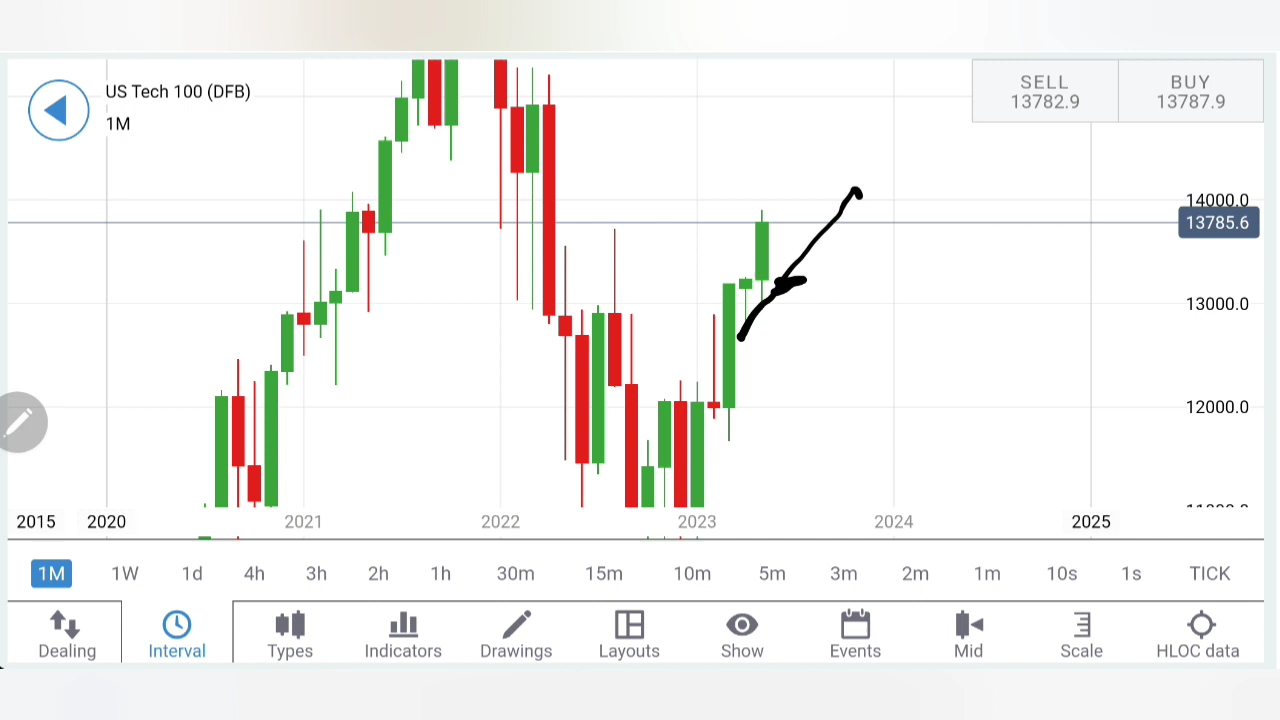 US Tech 100 (DFB)
1M
SELL
13782.9
BUY
13787.9
14000.0
13785.6
13000.0
12000.0
2015 2020 2021 2022 2023 2024 2025
1M 1W 1d 4h 3h 2h 1h 30m 15m 10m 5m 3m 2m 1m 10s 1s TICK
Dealing Interval Types Indicators Drawings Layouts Show Events Mid Scale HLOC data